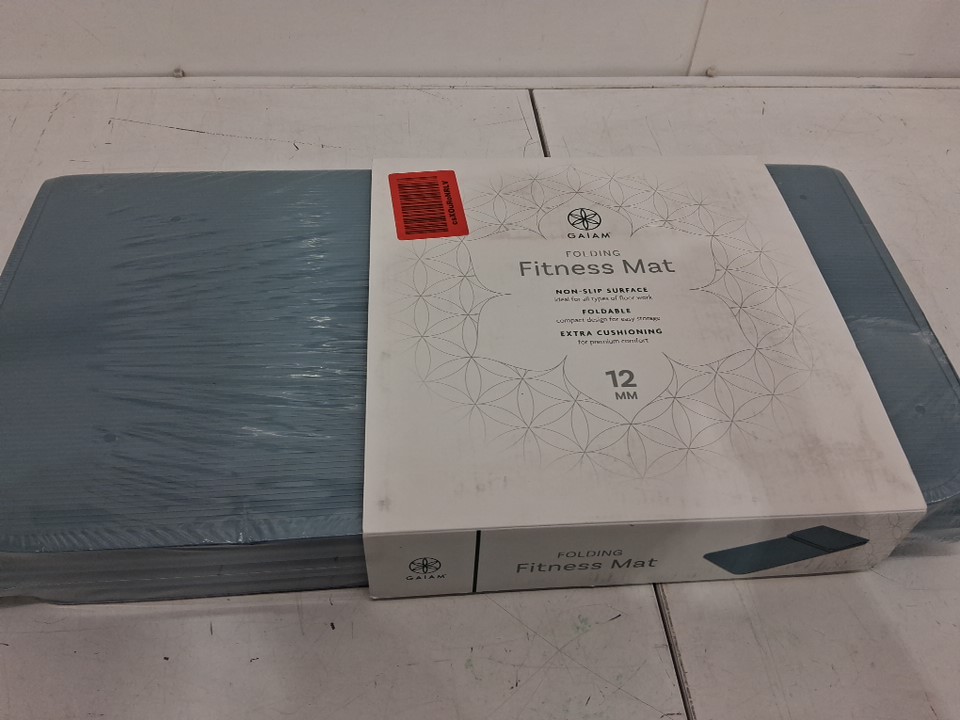 GAIAM
FOLDING
Fitness Mat
NON-SLIP SURFACE
ideal for all types of floor work
FOLDABLE
compact design for easy storage
EXTRA CUSHIONING
for premium comfort
12
MM
GAIAM
FOLDING
Fitness Mat